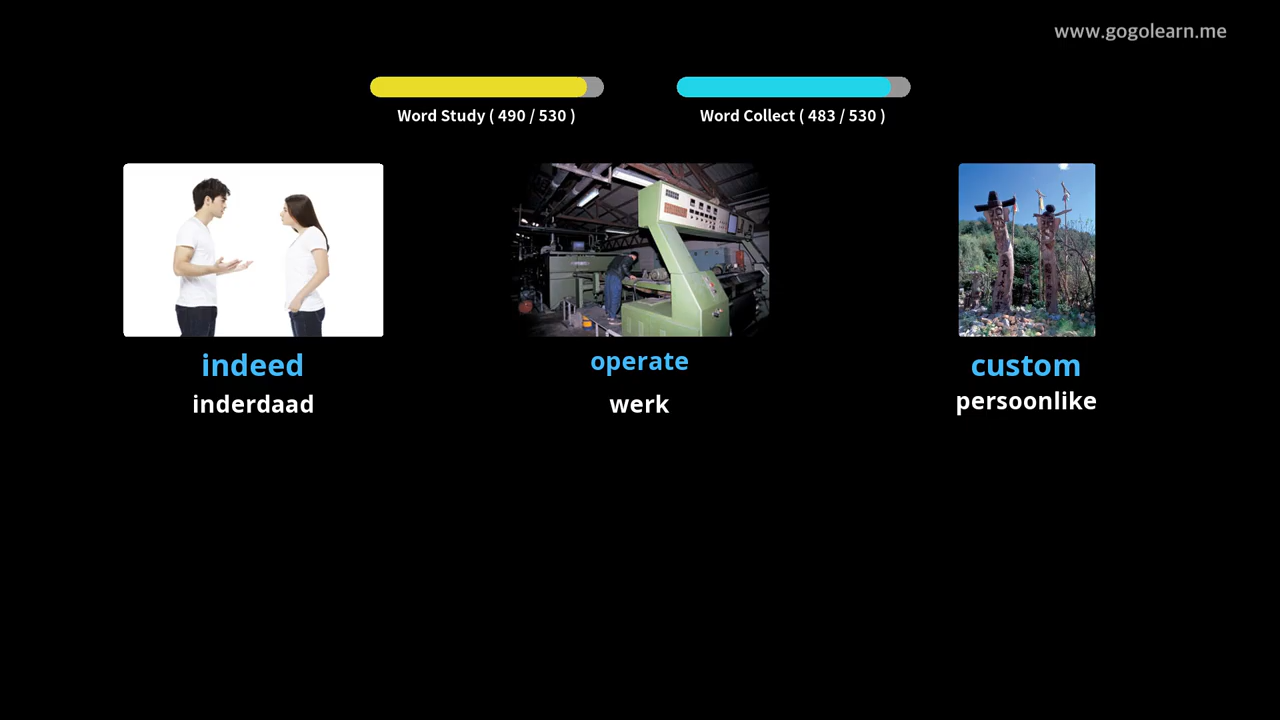 www.gogolearn.me
Word Study ( 490 / 530 )
Word Collect ( 483 / 530 )
indeed
operate
custom
inderdaad
werk
persoonlike